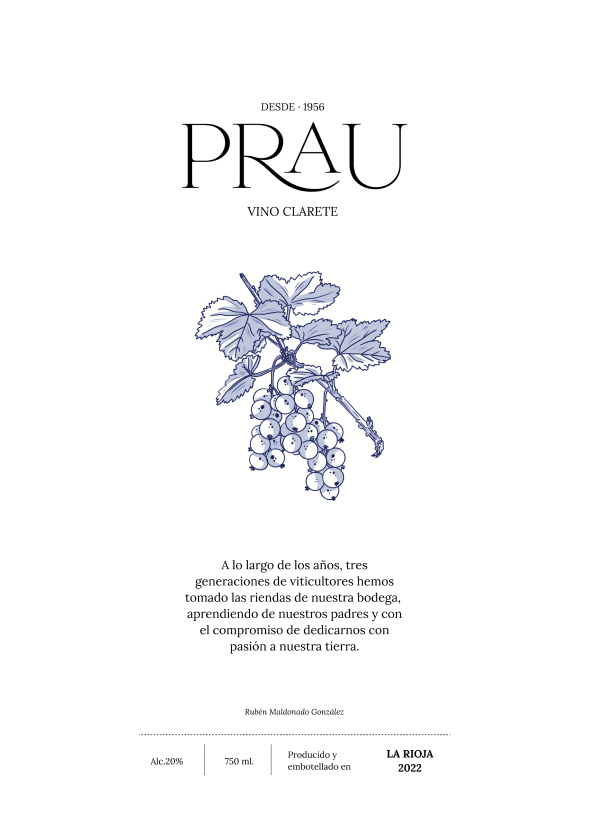 DESDE · 1956
PRAU
VINO CLARETE
A lo largo de los años, tres
generaciones de viticultores hemos
tomado las riendas de nuestra bodega,
aprendiendo de nuestros padres y con
el compromiso de dedicarnos con
pasión a nuestra tierra.
Rubén Maldonado González
Alc.20%
750 ml.
Producido y
embotellado en
LA RIOJA
2022